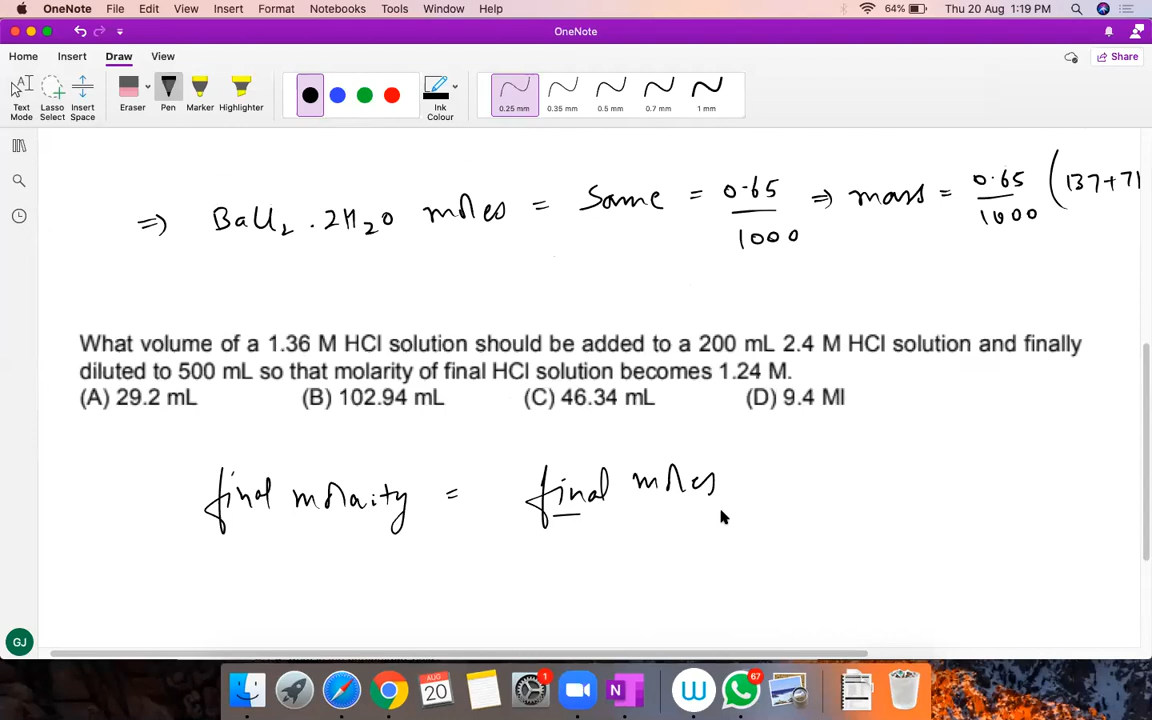 OneNote File Edit View Insert Format Notebooks Tools Window Help 64% Thu 20 Aug 1:19 PM
OneNote
Home Insert Draw View Share
Text Mode Lasso Select Insert Space Eraser Pen Marker Highlighter Ink Colour 0.25 mm 0.35 mm 0.5 mm 0.7 mm 1 mm
⇒ BaCl2 . 2H2O moles = Same = 0.65/1000 ⇒ mass = 0.65/1000 (137+71
What volume of a 1.36 M HCl solution should be added to a 200 mL 2.4 M HCl solution and finally
diluted to 500 mL so that molarity of final HCl solution becomes 1.24 M.
(A) 29.2 mL (B) 102.94 mL (C) 46.34 mL (D) 9.4 Ml
final molarity = final moles
GJ
AUG 20 1 N W 67